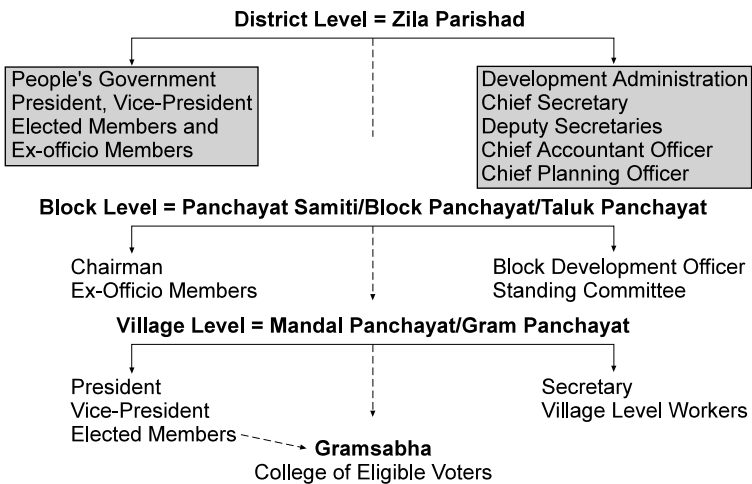 District Level = Zila Parishad
People's Government
President, Vice-President
Elected Members and
Ex-officio Members
Development Administration
Chief Secretary
Deputy Secretaries
Chief Accountant Officer
Chief Planning Officer
Block Level = Panchayat Samiti/Block Panchayat/Taluk Panchayat
Chairman
Ex-Officio Members
Block Development Officer
Standing Committee
Village Level = Mandal Panchayat/Gram Panchayat
President
Vice-President
Elected Members
Secretary
Village Level Workers
Gramsabha
College of Eligible Voters